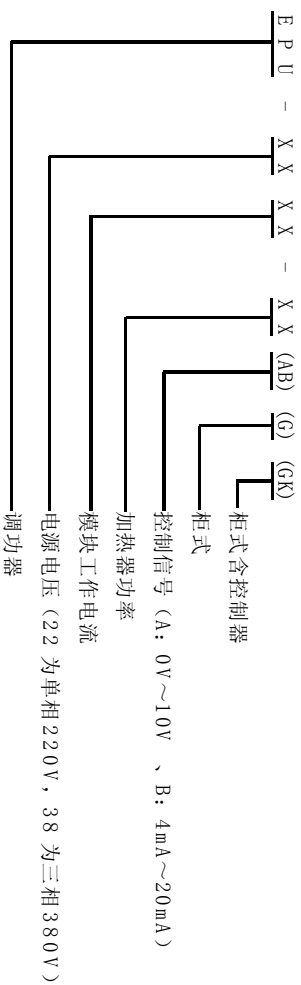 EPU - XX XX - XX (AB) (G) (GK)
柜式含控制器
柜式
控制信号（A：0V～10V 、B：4mA～20mA）
加热器功率
模块工作电流
电源电压（22 为单相220V，38 为三相380V）
调功器